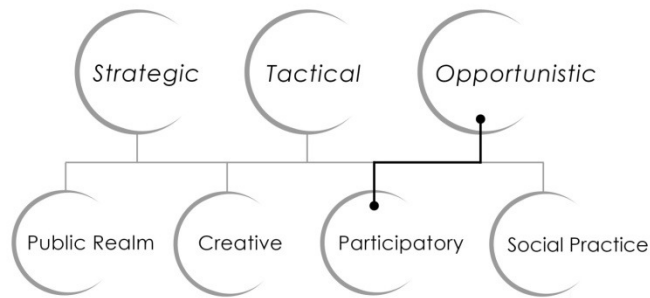 Strategic
Tactical
Opportunistic
Public Realm
Creative
Participatory
Social Practice